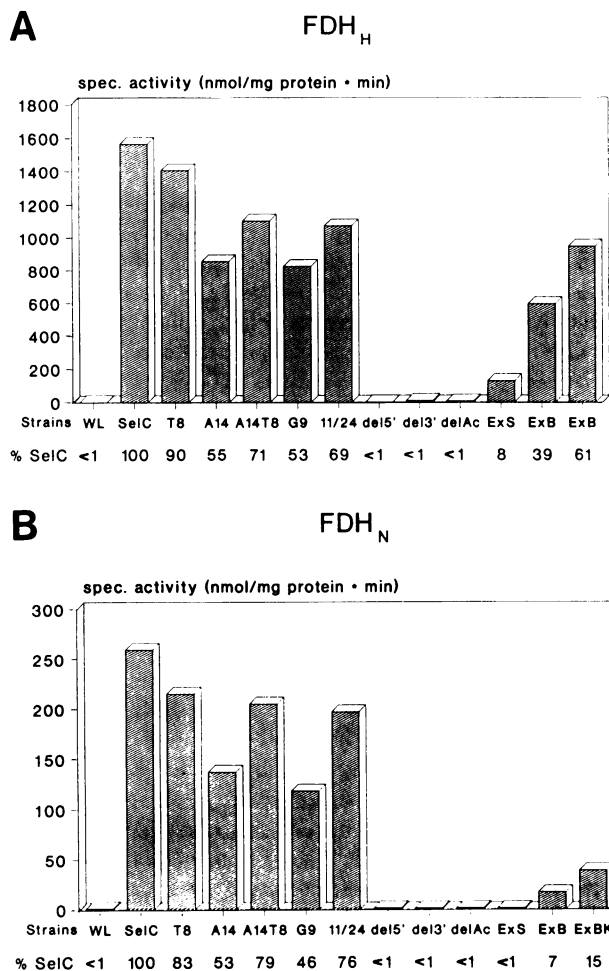 A
FDH H
spec. activity (nmol/mg protein • min)
1800
1600
1400
1200
1000
800
600
400
200
0
Strains WL SelC T8 A14 A14T8 G9 11/24 del5' del3' delAc ExS ExB ExB
% SelC <1 100 90 55 71 53 69 <1 <1 <1 8 39 61
B
FDH N
spec. activity (nmol/mg protein • min)
300
250
200
150
100
50
0
Strains WL SelC T8 A14 A14T8 G9 11/24 del5' del3' delAc ExS ExB ExBK
% SelC <1 100 83 53 79 46 76 <1 <1 <1 <1 7 15